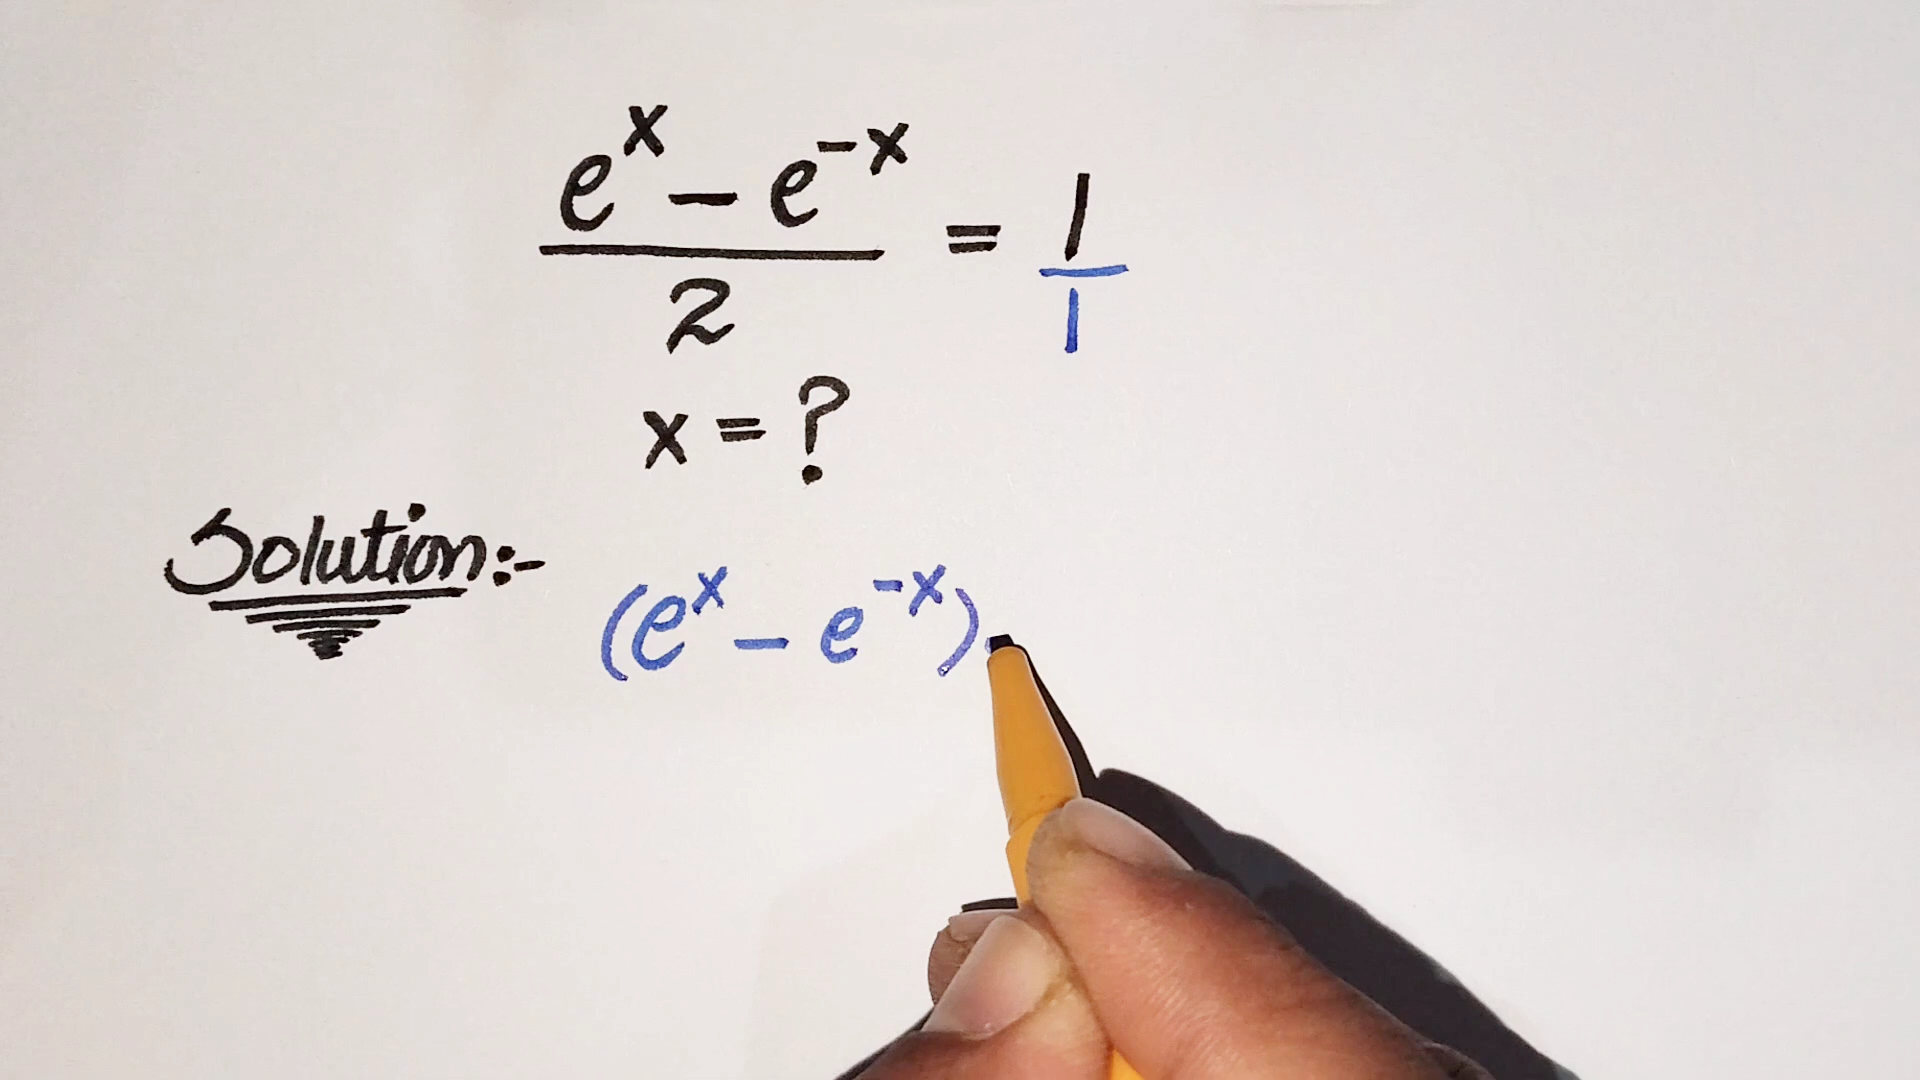 e^x - e^-x / 2 = 1/1
x = ?
Solution:-
(e^x - e^-x)